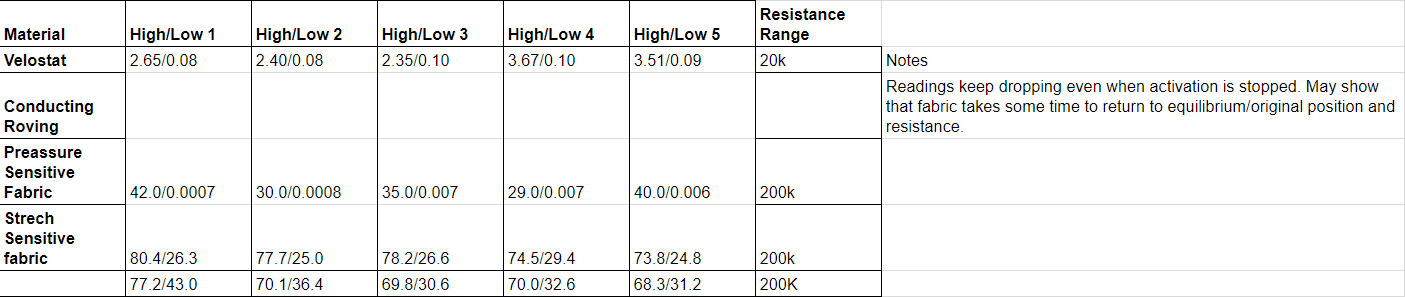 Material High/Low 1 High/Low 2 High/Low 3 High/Low 4 High/Low 5 Resistance Range
Velostat 2.65/0.08 2.40/0.08 2.35/0.10 3.67/0.10 3.51/0.09 20k Notes
Conducting Roving Readings keep dropping even when activation is stopped. May show
that fabric takes some time to return to equilibrium/original position and
resistance.
Preassure
Sensitive
Fabric 42.0/0.0007 30.0/0.0008 35.0/0.007 29.0/0.007 40.0/0.006 200k
Strech
Sensitive
fabric 80.4/26.3 77.7/25.0 78.2/26.6 74.5/29.4 73.8/24.8 200k
77.2/43.0 70.1/36.4 69.8/30.6 70.0/32.6 68.3/31.2 200K